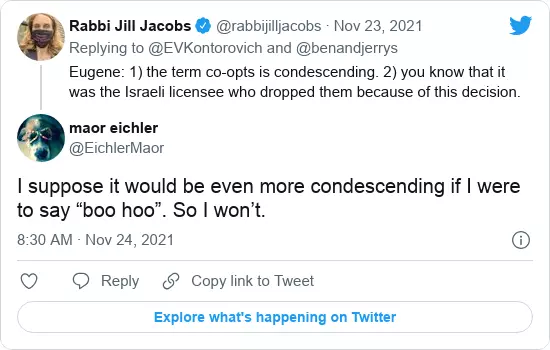 Rabbi Jill Jacobs @rabbijilljacobs · Nov 23, 2021
Replying to @EVKontorovich and @benandjerrys
Eugene: 1) the term co-opts is condescending. 2) you know that it
was the Israeli licensee who dropped them because of this decision.
maor eichler
@EichlerMaor
I suppose it would be even more condescending if I were
to say “boo hoo”. So I won’t.
8:30 AM · Nov 24, 2021
Reply
Copy link to Tweet
Explore what's happening on Twitter